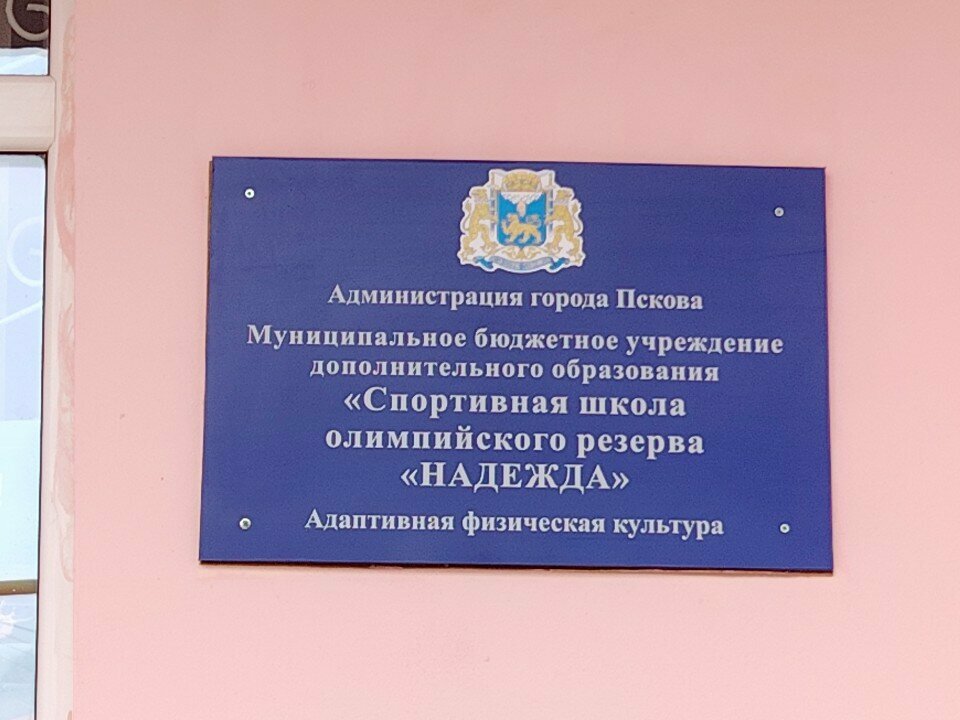 Администрация города Пскова
Муниципальное бюджетное учреждение
дополнительного образования
«Спортивная школа
олимпийского резерва
«НАДЕЖДА»
Адаптивная физическая культура